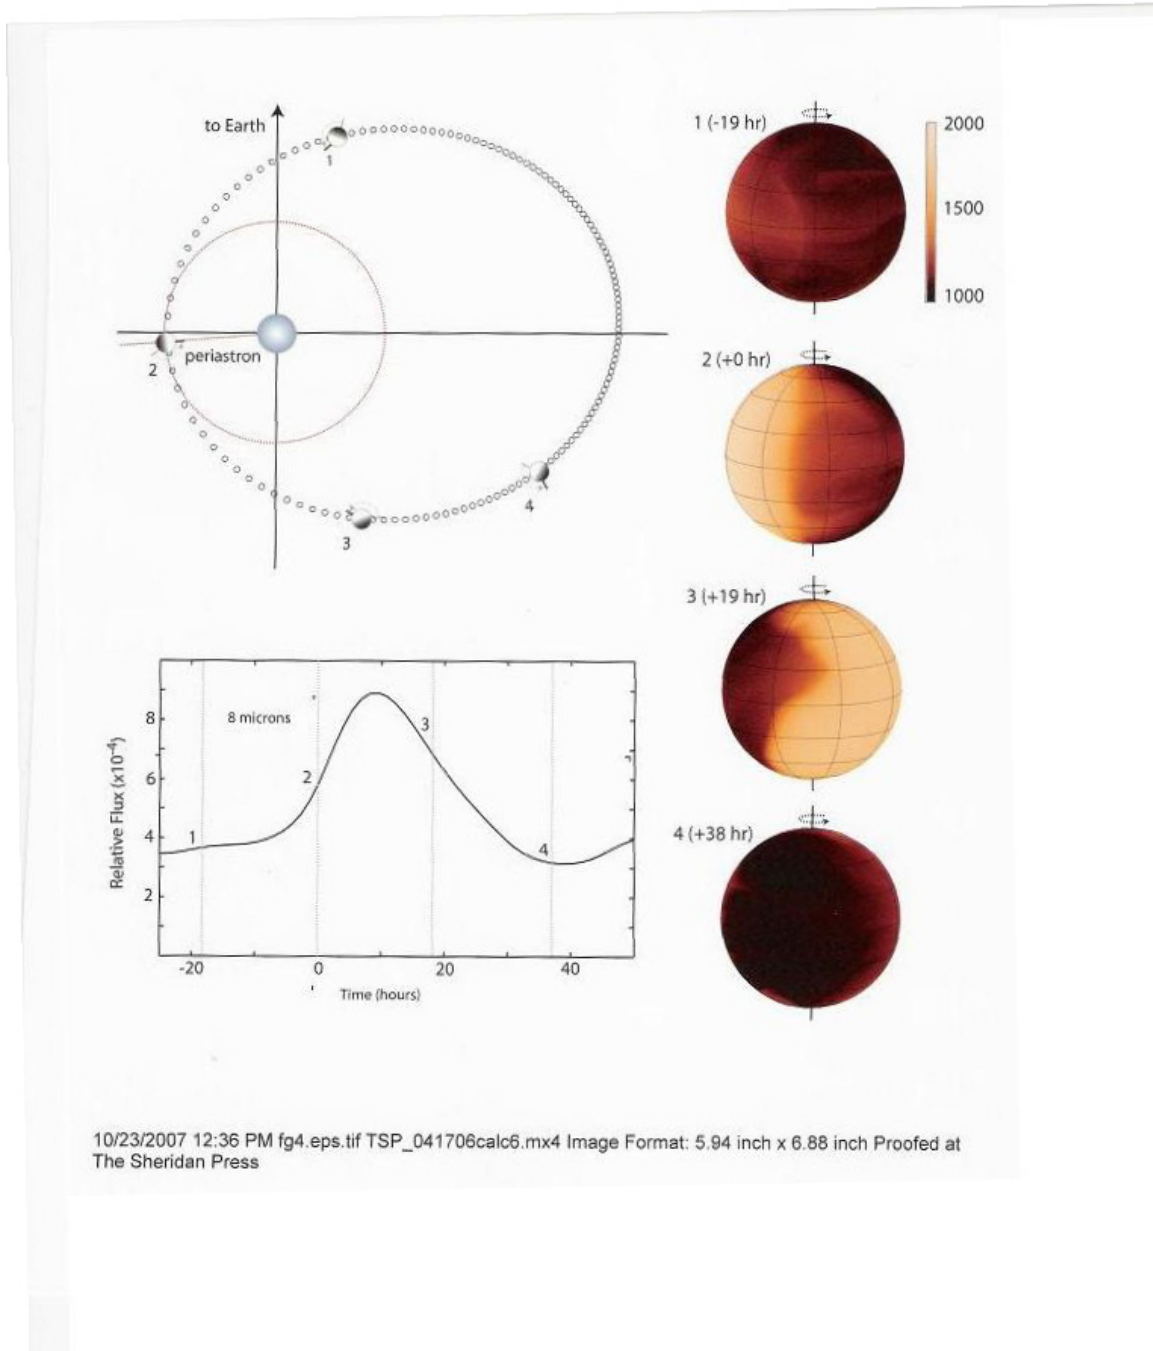 to Earth
1
periastron
2
3
4
1 (-19 hr)
2000
1500
1000
2 (+0 hr)
3 (+19 hr)
4 (+38 hr)
8 microns
Relative Flux (x10⁻⁴)
8
6
4
2
1
2
3
4
-20
0
20
40
Time (hours)
10/23/2007 12:36 PM fg4.eps.tif TSP_041706calc6.mx4 Image Format: 5.94 inch x 6.88 inch Proofed at
The Sheridan Press